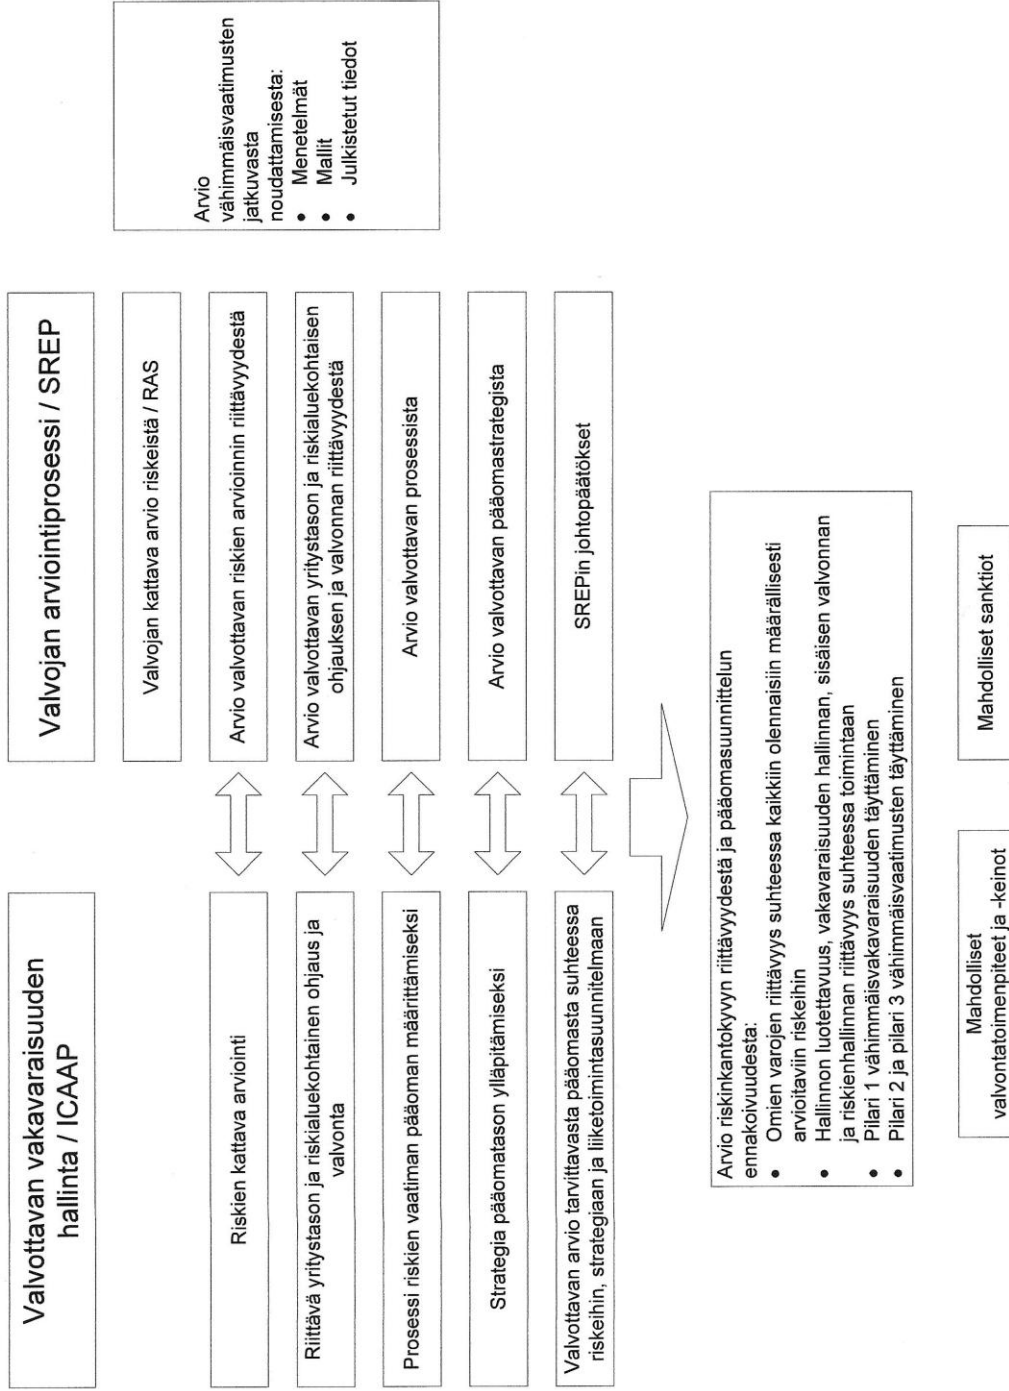 Valvottavan vakavaraisuuden
hallinta / ICAAP
Valvojan arviointiprosessi / SREP
Valvojan kattava arvio riskeistä / RAS
Riskien kattava arviointi
Arvio valvottavan riskien arvioinnin riittävyydestä
Riittävä yritystason ja riskialuekohtainen ohjaus ja
valvonta
Arvio valvottavan yritystason ja riskialuekohtaisen
ohjauksen ja valvonnan riittävyydestä
Prosessi riskien vaatiman pääoman määrittämiseksi
Arvio valvottavan prosessista
Strategia pääomatason ylläpitämiseksi
Arvio valvottavan pääomastrategista
Valvottavan arvio tarvittavasta pääomasta suhteessa
riskeihin, strategiaan ja liiketoimintasuunnitelmaan
SREPin johtopäätökset
Arvio
vähimmäisvaatimusten
jatkuvasta
noudattamisesta:
• Menetelmät
• Mallit
• Julkistetut tiedot
Arvio riskinkantokyvyn riittävyydestä ja pääomasuunnittelun
ennakoivuudesta:
• Omien varojen riittävyys suhteessa kaikkiin olennaisiin määrällisesti
arvioitaviin riskeihin
• Hallinnon luotettavuus, vakavaraisuuden hallinnan, sisäisen valvonnan
ja riskienhallinnan riittävyys suhteessa toimintaan
• Pilari 1 vähimmäisvakavaraisuuden täyttäminen
• Pilari 2 ja pilari 3 vähimmäisvaatimusten täyttäminen
Mahdolliset
valvontatoimenpiteet ja -keinot
Mahdolliset sanktiot